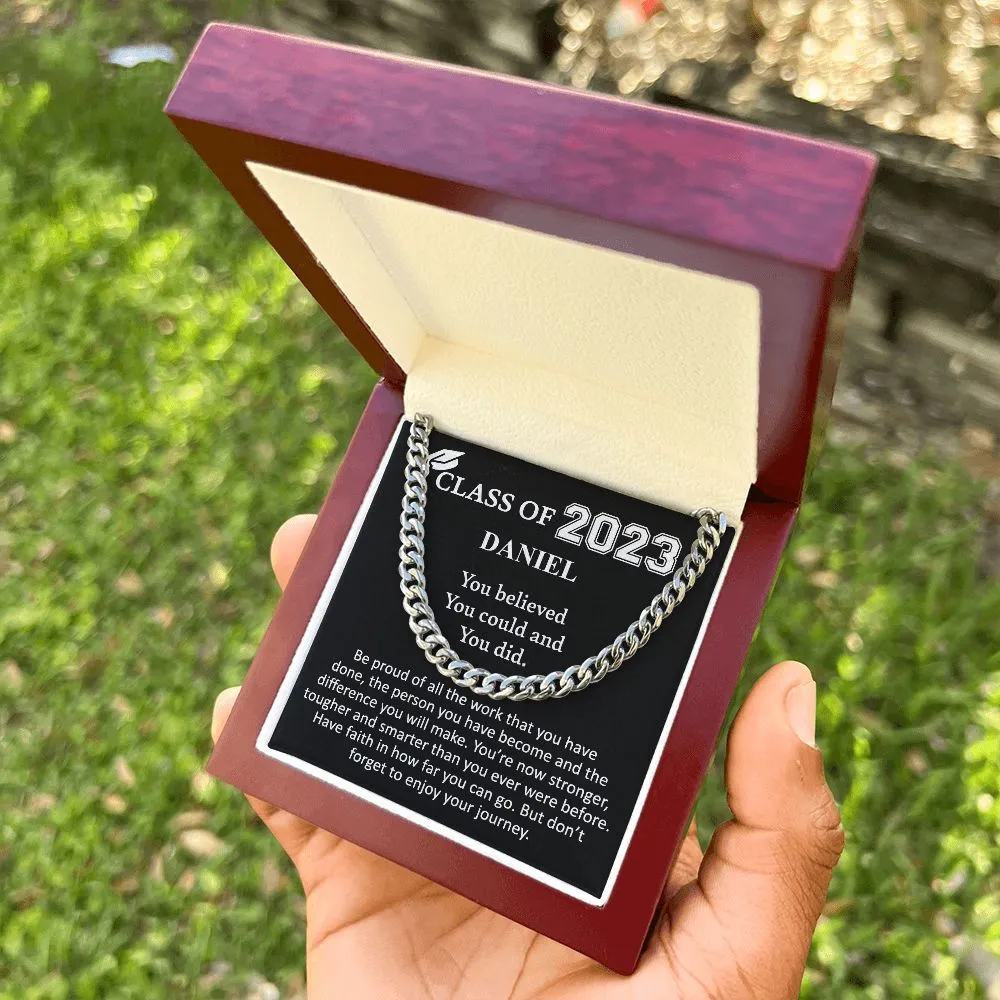 CLASS OF 2023
DANIEL
You believed
You could and
You did.
Be proud of all the work that you have
done, the person you have become and the
difference you will make. You're now stronger,
tougher and smarter than you ever were before.
Have faith in how far you can go. But don't
forget to enjoy your journey.